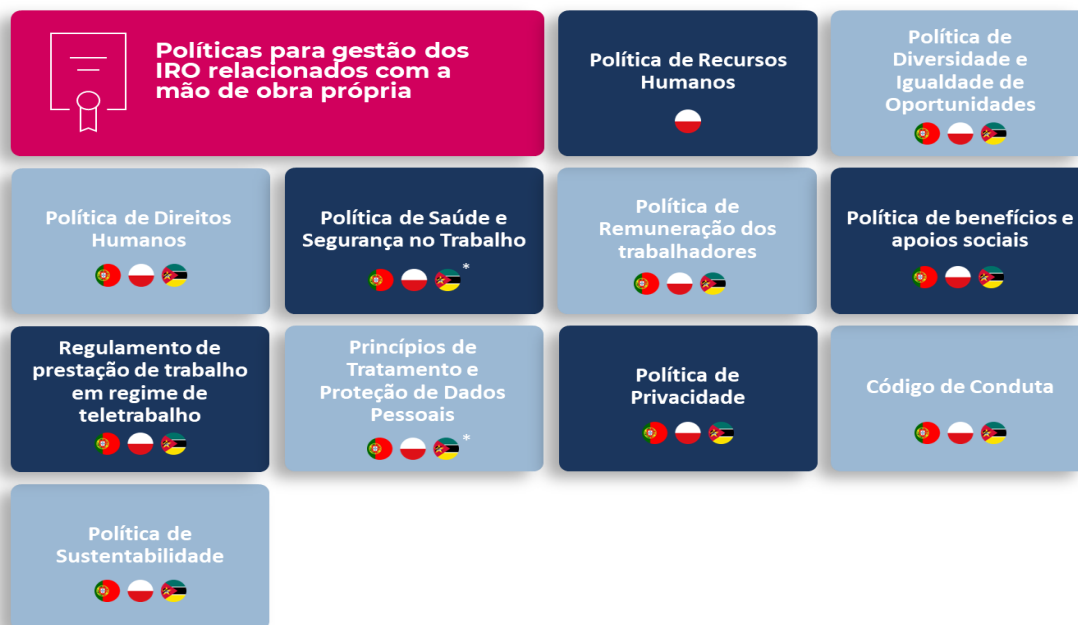 Políticas para gestão dos
IRO relacionados com a
mão de obra própria
Política de Recursos
Humanos
Política de
Diversidade e
Igualdade de
Oportunidades
Política de Direitos
Humanos
Política de Saúde e
Segurança no Trabalho
*
Política de
Remuneração dos
trabalhadores
Política de benefícios e
apoios sociais
Regulamento de
prestação de trabalho
em regime de
teletrabalho
Princípios de
Tratamento e
Proteção de Dados
Pessoais
*
Política de
Privacidade
Código de Conduta
Política de
Sustentabilidade